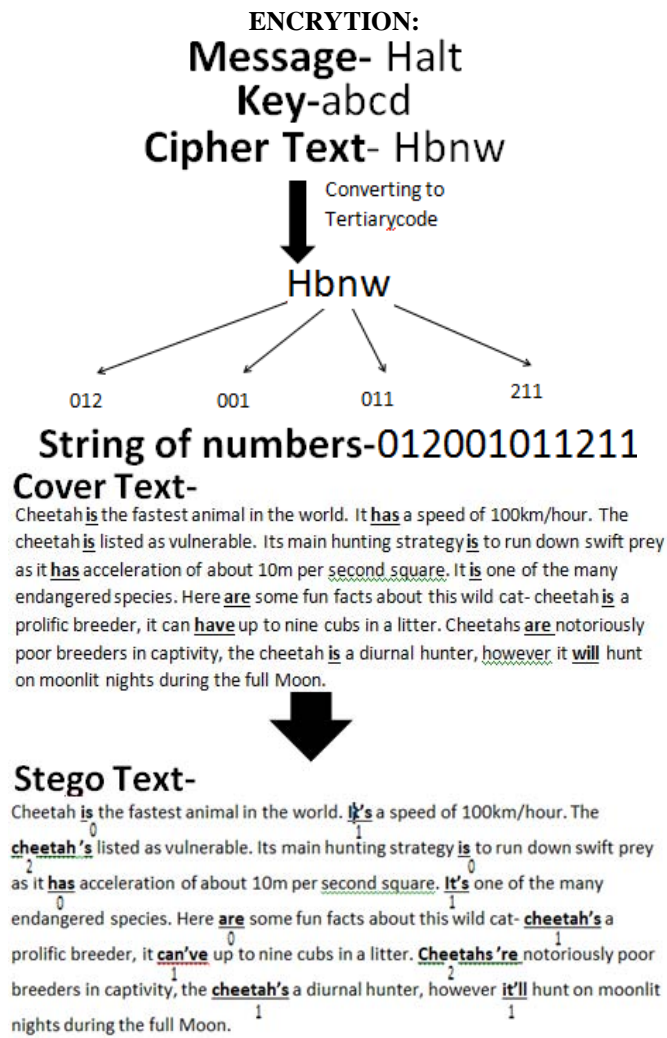 ENCRYTION:
Message- Halt
Key-abcd
Cipher Text- Hbnw
Converting to
Tertiarycode
Hbnw
012 001 011 211
String of numbers-012001011211
Cover Text-
Cheetah is the fastest animal in the world. It has a speed of 100km/hour. The
cheetah is listed as vulnerable. Its main hunting strategy is to run down swift prey
as it has acceleration of about 10m per second square. It is one of the many
endangered species. Here are some fun facts about this wild cat- cheetah is a
prolific breeder, it can have up to nine cubs in a litter. Cheetahs are notoriously
poor breeders in captivity, the cheetah is a diurnal hunter, however it will hunt
on moonlit nights during the full Moon.
Stego Text-
Cheetah is the fastest animal in the world. It's a speed of 100km/hour. The
0 1
cheetah 's listed as vulnerable. Its main hunting strategy is to run down swift prey
2 0
as it has acceleration of about 10m per second square. It's one of the many
0 1
endangered species. Here are some fun facts about this wild cat- cheetah's a
0 1
prolific breeder, it can've up to nine cubs in a litter. Cheetahs 're notoriously poor
1 2
breeders in captivity, the cheetah's a diurnal hunter, however it'll hunt on moonlit
1 1
nights during the full Moon.